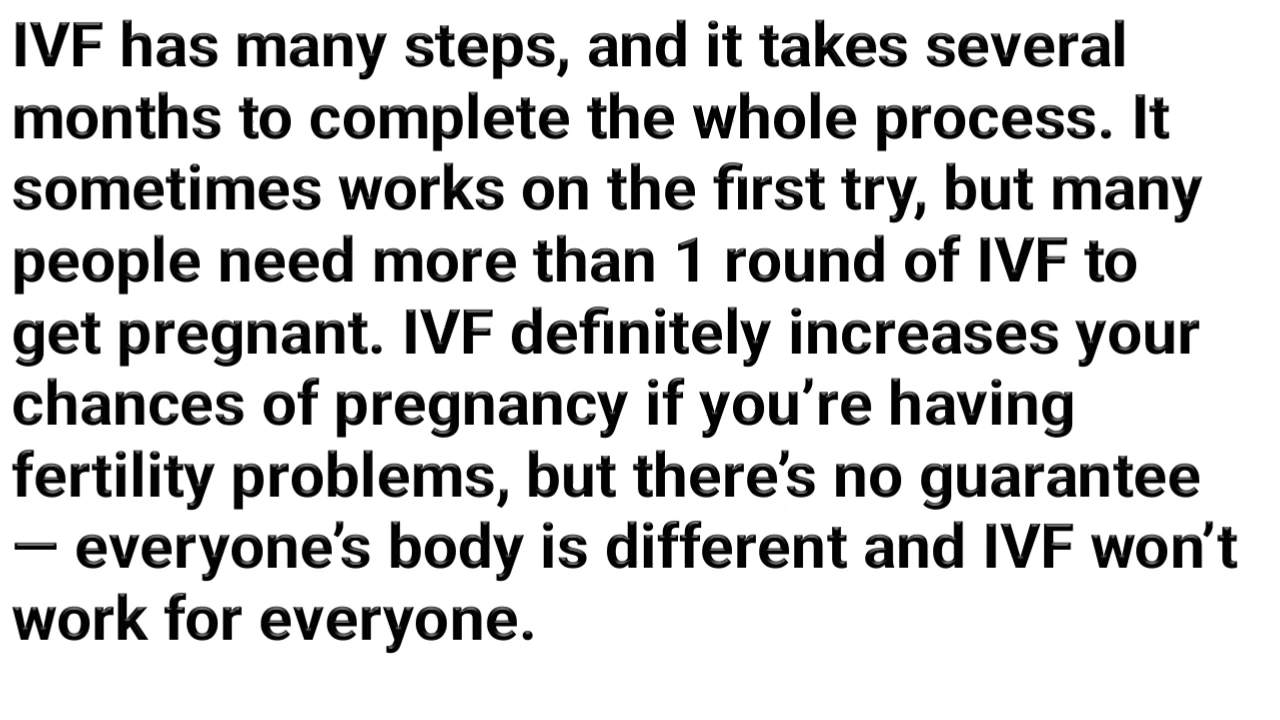 IVF has many steps, and it takes several
months to complete the whole process. It
sometimes works on the first try, but many
people need more than 1 round of IVF to
get pregnant. IVF definitely increases your
chances of pregnancy if you’re having
fertility problems, but there’s no guarantee
— everyone’s body is different and IVF won’t
work for everyone.